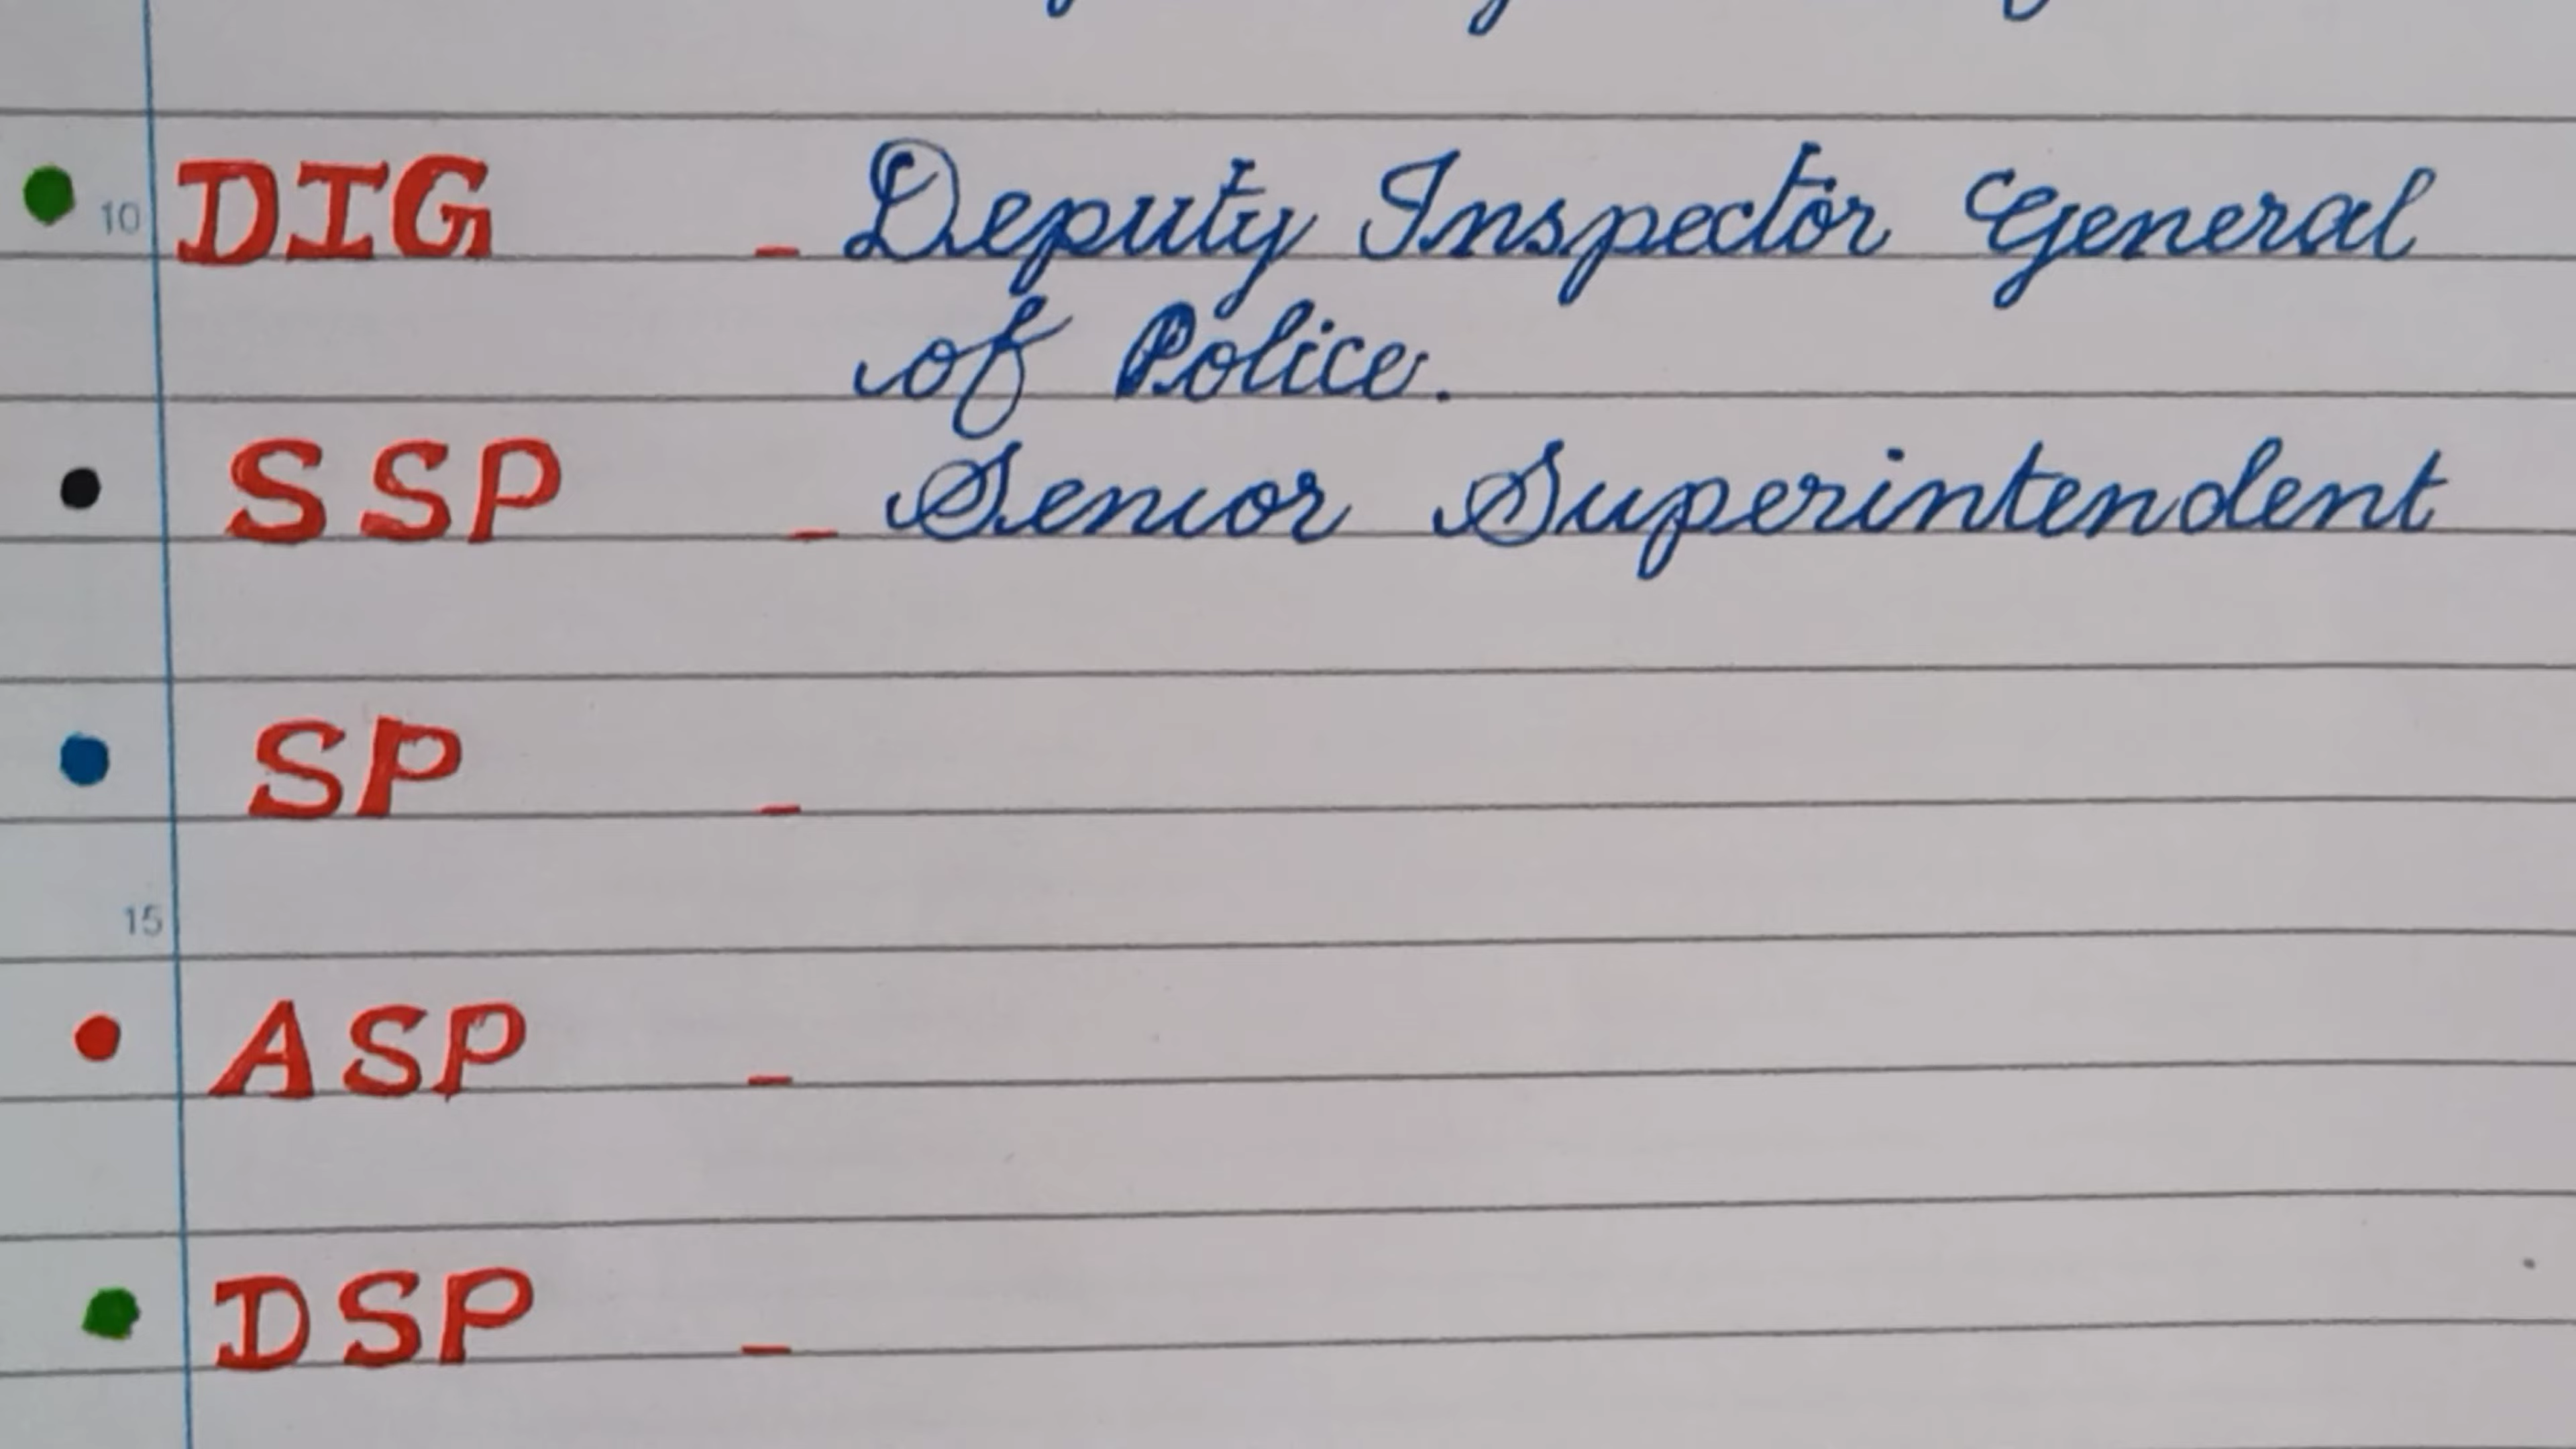 10 DIG - Deputy Inspector General
of Police.
SSP - Senior Superintendent
SP -
15
ASP -
DSP -